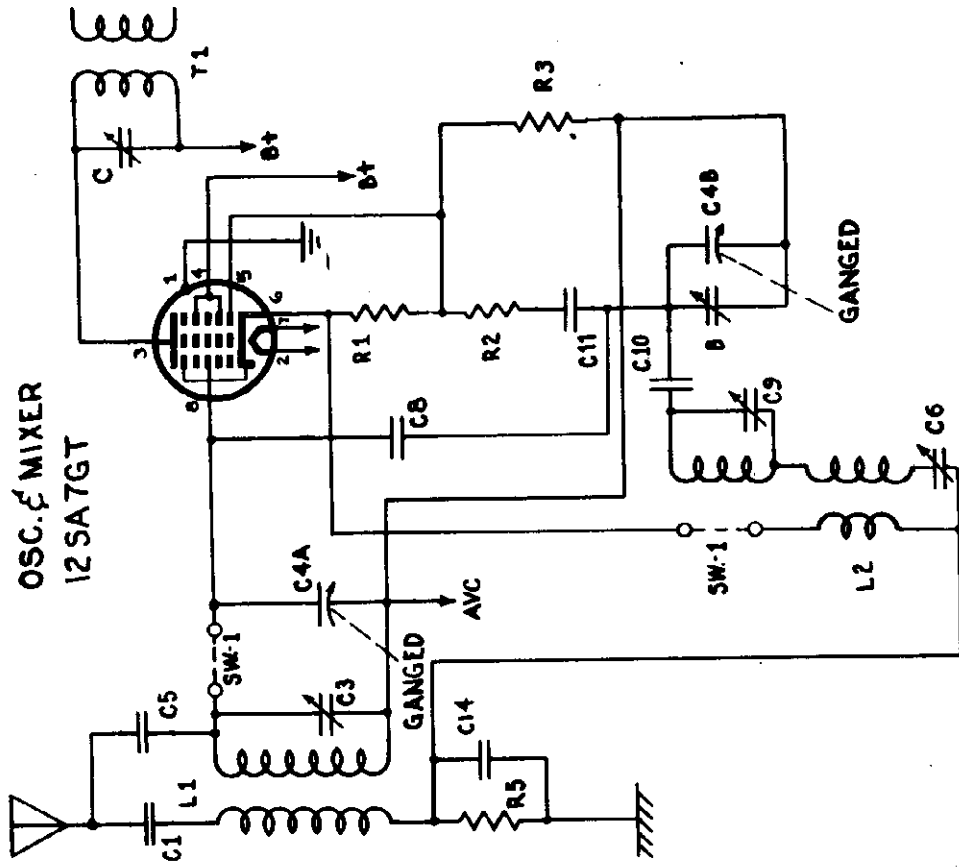 OSC. & MIXER
12SA7GT
T1
C
B+
B+
3
1
4
5
6
7
2
8
R3
R1
R2
C11
C8
C10
C4B
GANGED
B
C9
C6
SW.-1
L2
C4A
SW.-1
AVC
GANGED
C3
C5
L1
C1
C14
R5